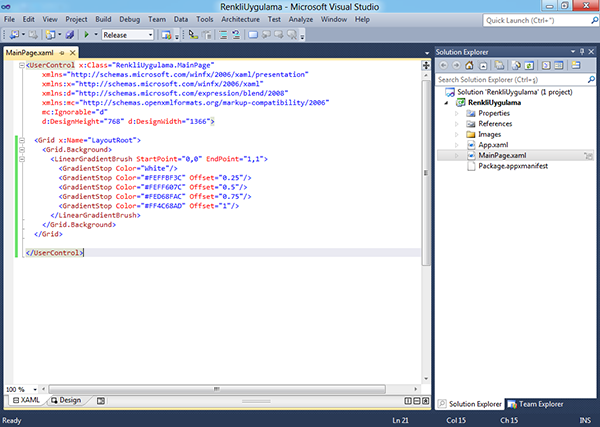 RenkliUygulama - Microsoft Visual Studio
File Edit View Project Build Debug Team Data Tools Architecture Test Analyze Window Help
Quick Launch (Ctrl+Q)
Release
MainPage.xaml
<UserControl x:Class="RenkliUygulama.MainPage"
xmlns="http://schemas.microsoft.com/winfx/2006/xaml/presentation"
xmlns:x="http://schemas.microsoft.com/winfx/2006/xaml"
xmlns:d="http://schemas.microsoft.com/expression/blend/2008"
xmlns:mc="http://schemas.openxmlformats.org/markup-compatibility/2006"
mc:Ignorable="d"
d:DesignHeight="768" d:DesignWidth="1366">
<Grid x:Name="LayoutRoot">
<Grid.Background>
<LinearGradientBrush StartPoint="0,0" EndPoint="1,1">
<GradientStop Color="White"/>
<GradientStop Color="#FEFFBF3C" Offset="0.25"/>
<GradientStop Color="#FEFF607C" Offset="0.5"/>
<GradientStop Color="#FED68FAC" Offset="0.75"/>
<GradientStop Color="#FF4C68AD" Offset="1"/>
</LinearGradientBrush>
</Grid.Background>
</Grid>
</UserControl>
100 %
XAML
Design
Solution Explorer
Search Solution Explorer (Ctrl+ş)
Solution 'RenkliUygulama' (1 project)
RenkliUygulama
Properties
References
Images
App.xaml
MainPage.xaml
Package.appxmanifest
Solution Explorer
Team Explorer
Ready
Ln 21
Col 15
Ch 15
INS